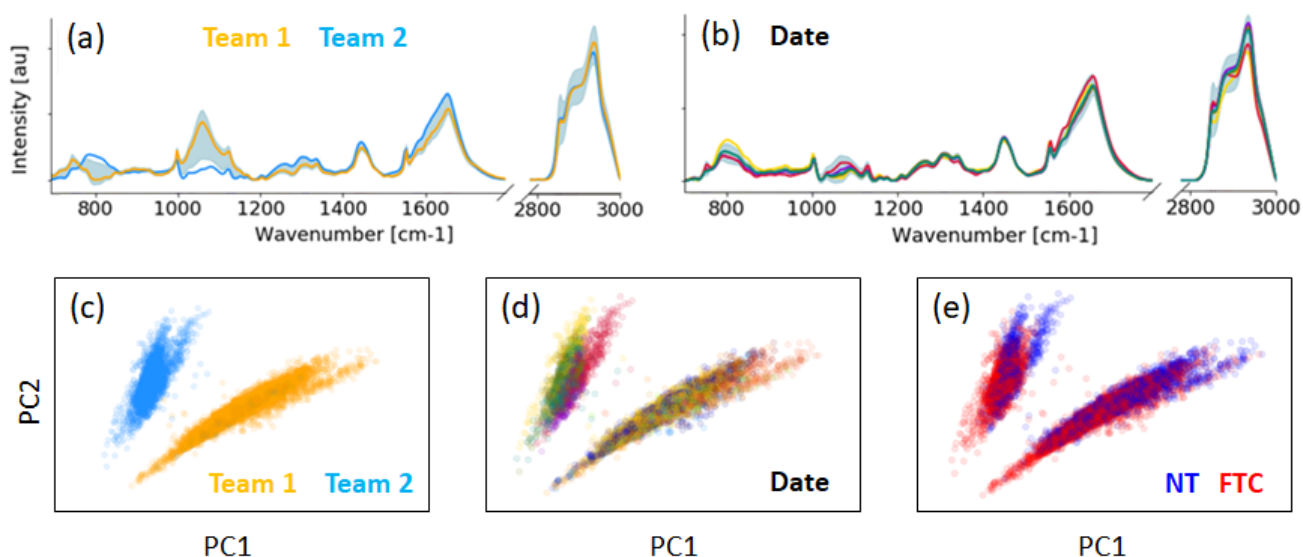 (a) Team 1 Team 2
Intensity [au]
800 1000 1200 1400 1600 2800 3000
Wavenumber [cm-1]
(b) Date
800 1000 1200 1400 1600 2800 3000
Wavenumber [cm-1]
(c)
PC2
Team 1 Team 2
PC1
(d)
Date
PC1
(e)
NT FTC
PC1